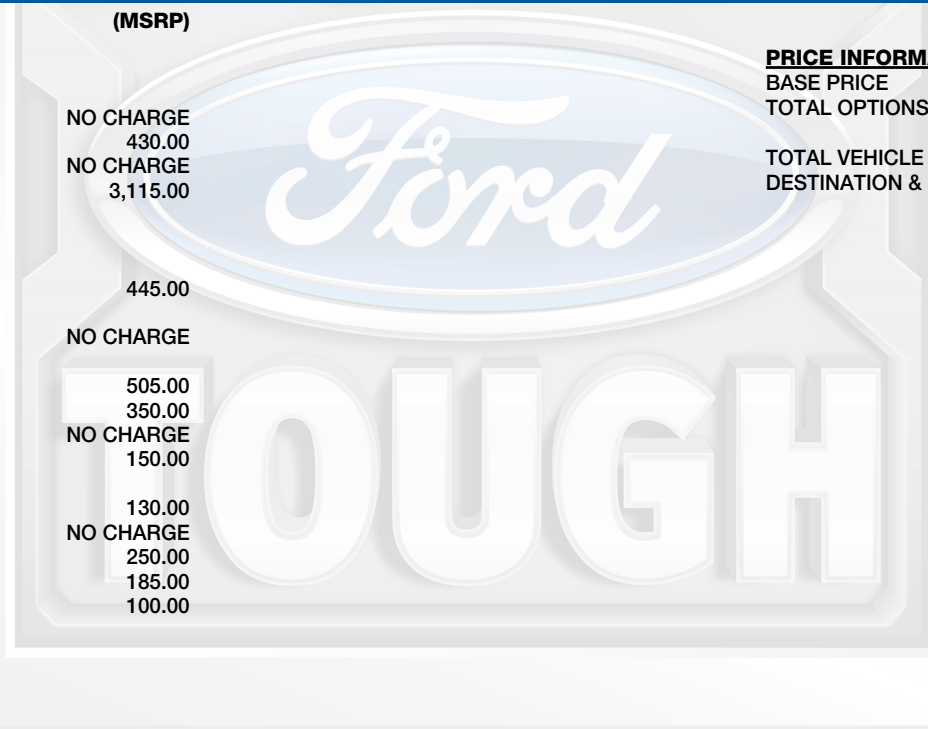 (MSRP)
NO CHARGE
430.00
NO CHARGE
3,115.00
445.00
NO CHARGE
505.00
350.00
NO CHARGE
150.00
130.00
NO CHARGE
250.00
185.00
100.00
PRICE
BASE PRICE
TOTAL OPTIONS
TOTAL VEHICLE
DESTINATION &
Ford
TOUGH